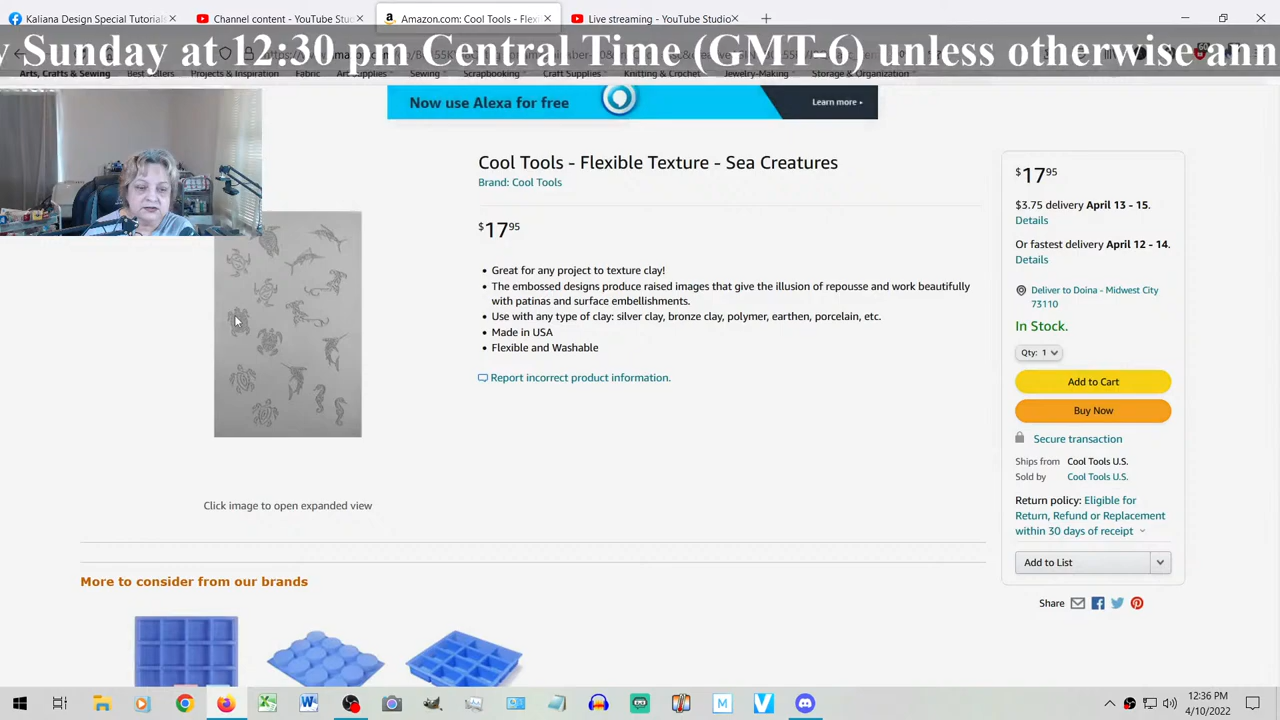 Kaliana Design Special Tutorials
Channel content - YouTube Stu
Amazon.com: Cool Tools - Flexi
Live streaming - YouTube Studio
y Sunday at 12.30 pm Central Time (GMT-6) unless otherwise ann
Arts, Crafts & Sewing Best Sellers Projects & Inspiration Fabric Art Supplies Sewing Scrapbooking Craft Supplies Knitting & Crochet Jewelry-Making Storage & Organization
Now use Alexa for free
Learn more
Cool Tools - Flexible Texture - Sea Creatures
Brand: Cool Tools
$17 95
• Great for any project to texture clay!
• The embossed designs produce raised images that give the illusion of repousse and work beautifully
with patinas and surface embellishments.
• Use with any type of clay: silver clay, bronze clay, polymer, earthen, porcelain, etc.
• Made in USA
• Flexible and Washable
Report incorrect product information.
Click image to open expanded view
$17 95
$3.75 delivery April 13 - 15.
Details
Or fastest delivery April 12 - 14.
Details
Deliver to Doina - Midwest City
73110
In Stock.
Qty: 1
Add to Cart
Buy Now
Secure transaction
Ships from Cool Tools U.S.
Sold by Cool Tools U.S.
Return policy: Eligible for
Return, Refund or Replacement
within 30 days of receipt
Add to List
Share
More to consider from our brands
12:36 PM
4/10/2022